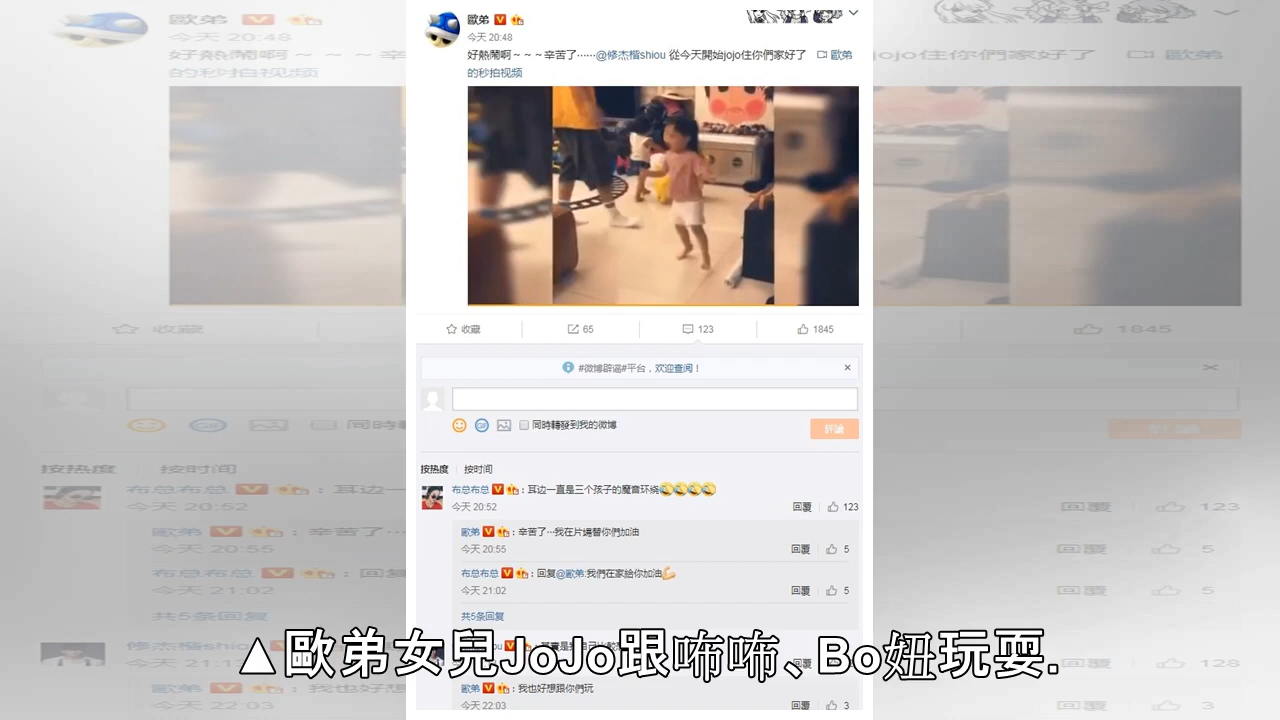 歐弟
今天 20:48
好熱鬧啊～～～辛苦了……@修杰楷shiou 從今天開始jojo住你們家好了 歐弟
的秒拍视频
收藏
65
123
1845
#微博辟谣#平台，欢迎查阅！
同時轉發到我的微博
評論
按热度 按时间
布总布总：耳边一直是三个孩子的魔音环绕
今天 20:52
回覆 123
歐弟：辛苦了…我在片場替你們加油
今天 20:55
回覆 5
布总布总：回复@歐弟:我們在家給你加油
今天 21:02
回覆 5
共5条回复
▲歐弟女兒JoJo跟咘咘、Bo妞玩耍.
歐弟：我也好想跟你們玩
今天 22:03
回覆 3